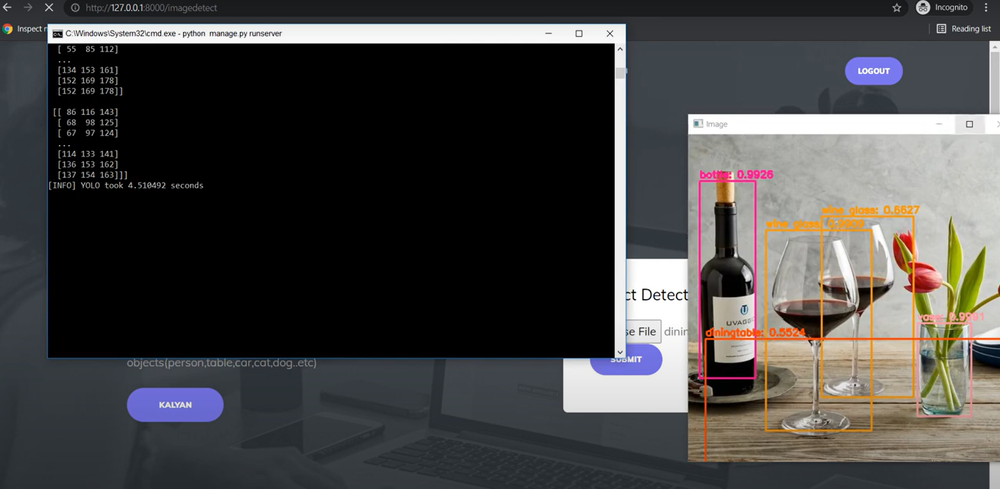 http://127.0.0.1:8000/imagedetect
Incognito
Inspect
Reading list
C:\Windows\System32\cmd.exe - python  manage.py runserver
[ 55  85 112]
...
[134 153 161]
[152 169 178]
[152 169 178]]
[[ 86 116 143]
[ 68  98 125]
[ 67  97 124]
...
[114 133 141]
[136 153 162]
[137 154 163]]]
[INFO] YOLO took 4.510492 seconds
LOGOUT
Image
bottle: 0.9926
wine glass: 0.6627
wine glass: 0.9909
vase: 0.9991
diningtable: 0.5524
UVAGGIO
ct Detect
se File dinin
SUBMIT
objects(person,table,car,cat,dog..etc)
KALYAN